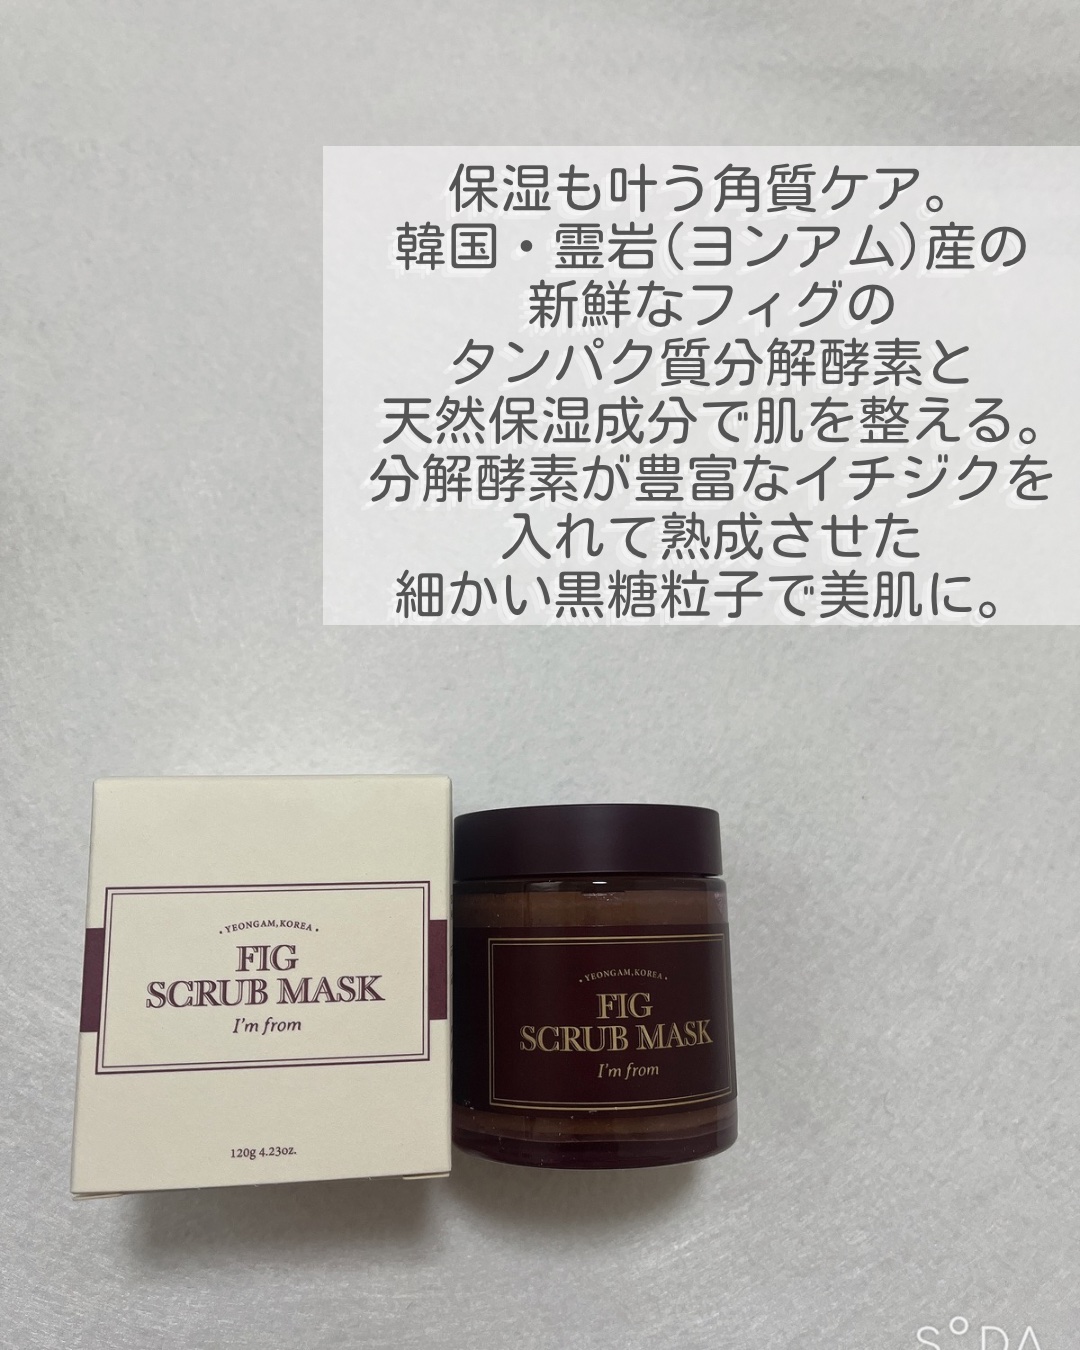 保湿も叶う角質ケア。
韓国・霊岩(ヨンアム)産の
新鮮なフィグの
タンパク質分解酵素と
天然保湿成分で肌を整える。
分解酵素が豊富なイチジクを
入れて熟成させた
細かい黒糖粒子で美肌に。
・YEONGAM,KOREA・
FIG
SCRUB MASK
I'm from
120g 4.23oz.
・YEONGAM,KOREA・
FIG
SCRUB MASK
I'm from
SODA